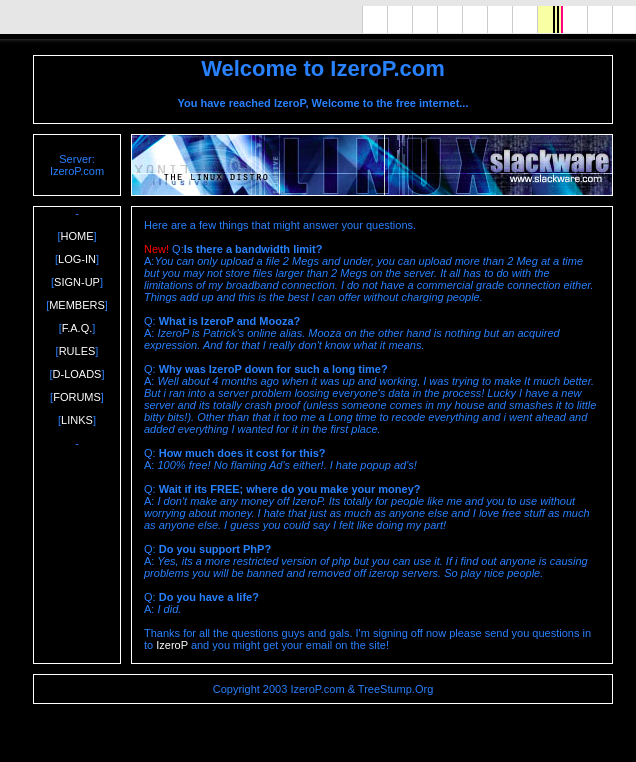 Welcome to IzeroP.com
You have reached IzeroP, Welcome to the free internet...
Server:
IzeroP.com
LINUX
THE LINUX DISTRO
slackware
www.slackware.com
-
[HOME]
[LOG-IN]
[SIGN-UP]
[MEMBERS]
[F.A.Q.]
[RULES]
[D-LOADS]
[FORUMS]
[LINKS]
-
Here are a few things that might answer your questions.
New! Q:Is there a bandwidth limit?
A:You can only upload a file 2 Megs and under, you can upload more than 2 Meg at a time
but you may not store files larger than 2 Megs on the server. It all has to do with the
limitations of my broadband connection. I do not have a commercial grade connection either.
Things add up and this is the best I can offer without charging people.
Q: What is IzeroP and Mooza?
A: IzeroP is Patrick's online alias. Mooza on the other hand is nothing but an acquired
expression. And for that I really don't know what it means.
Q: Why was IzeroP down for such a long time?
A: Well about 4 months ago when it was up and working, I was trying to make It much better.
But i ran into a server problem loosing everyone's data in the process! Lucky I have a new
server and its totally crash proof (unless someone comes in my house and smashes it to little
bitty bits!). Other than that it too me a Long time to recode everything and i went ahead and
added everything I wanted for it in the first place.
Q: How much does it cost for this?
A: 100% free! No flaming Ad's either!. I hate popup ad's!
Q: Wait if its FREE; where do you make your money?
A: I don't make any money off IzeroP. Its totally for people like me and you to use without
worrying about money. I hate that just as much as anyone else and I love free stuff as much
as anyone else. I guess you could say I felt like doing my part!
Q: Do you support PhP?
A: Yes, its a more restricted version of php but you can use it. If i find out anyone is causing
problems you will be banned and removed off izerop servers. So play nice people.
Q: Do you have a life?
A: I did.
Thanks for all the questions guys and gals. I'm signing off now please send you questions in
to IzeroP and you might get your email on the site!
Copyright 2003 IzeroP.com & TreeStump.Org